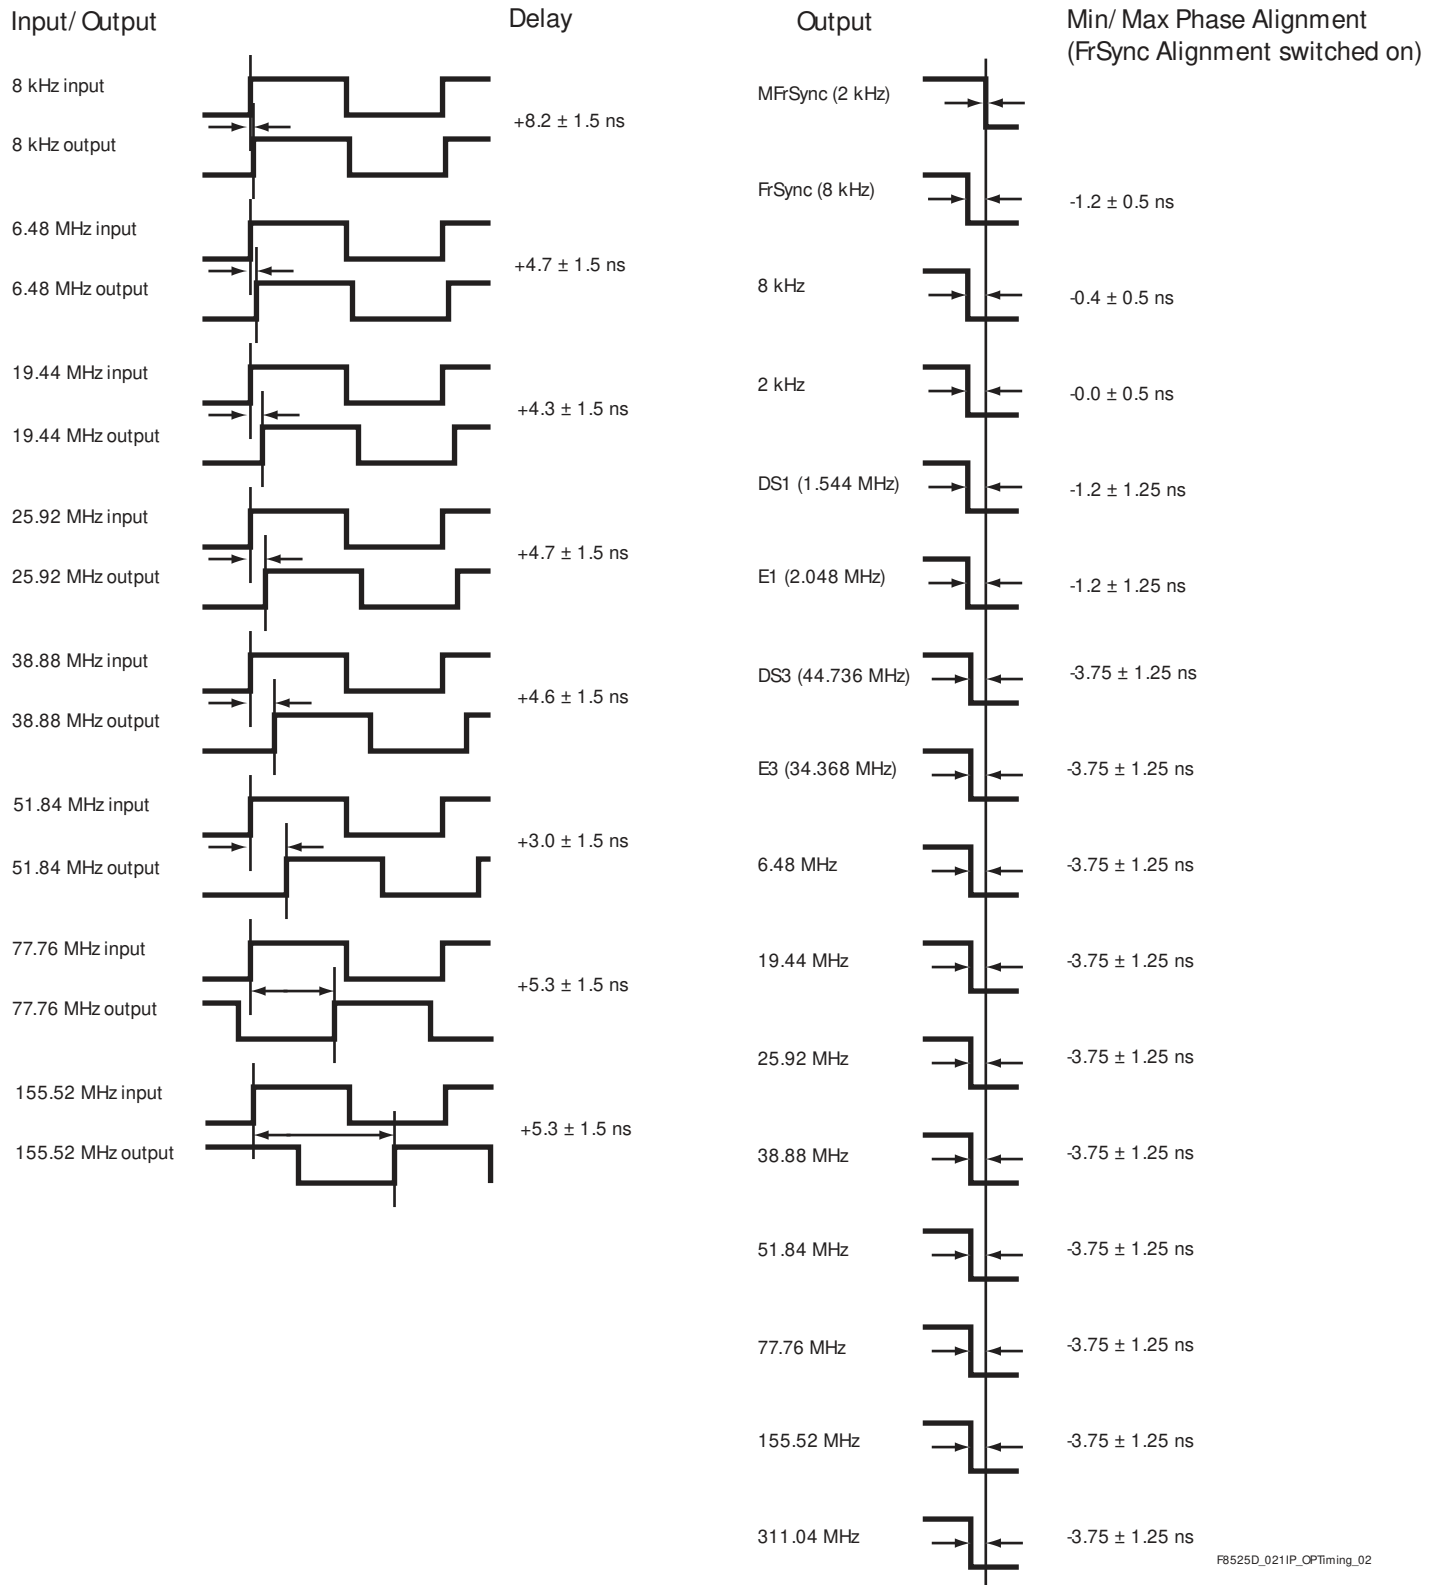 Input/ Output
Delay
8 kHz input
8 kHz output
+8.2 ± 1.5 ns
6.48 MHz input
6.48 MHz output
+4.7 ± 1.5 ns
19.44 MHz input
19.44 MHz output
+4.3 ± 1.5 ns
25.92 MHz input
25.92 MHz output
+4.7 ± 1.5 ns
38.88 MHz input
38.88 MHz output
+4.6 ± 1.5 ns
51.84 MHz input
51.84 MHz output
+3.0 ± 1.5 ns
77.76 MHz input
77.76 MHz output
+5.3 ± 1.5 ns
155.52 MHz input
155.52 MHz output
+5.3 ± 1.5 ns
Output
Min/ Max Phase Alignment
(FrSync Alignment switched on)
MFrSync (2 kHz)
FrSync (8 kHz)
-1.2 ± 0.5 ns
8 kHz
-0.4 ± 0.5 ns
2 kHz
-0.0 ± 0.5 ns
DS1 (1.544 MHz)
-1.2 ± 1.25 ns
E1 (2.048 MHz)
-1.2 ± 1.25 ns
DS3 (44.736 MHz)
-3.75 ± 1.25 ns
E3 (34.368 MHz)
-3.75 ± 1.25 ns
6.48 MHz
-3.75 ± 1.25 ns
19.44 MHz
-3.75 ± 1.25 ns
25.92 MHz
-3.75 ± 1.25 ns
38.88 MHz
-3.75 ± 1.25 ns
51.84 MHz
-3.75 ± 1.25 ns
77.76 MHz
-3.75 ± 1.25 ns
155.52 MHz
-3.75 ± 1.25 ns
311.04 MHz
-3.75 ± 1.25 ns
F8525D_021IP_OPTiming_02